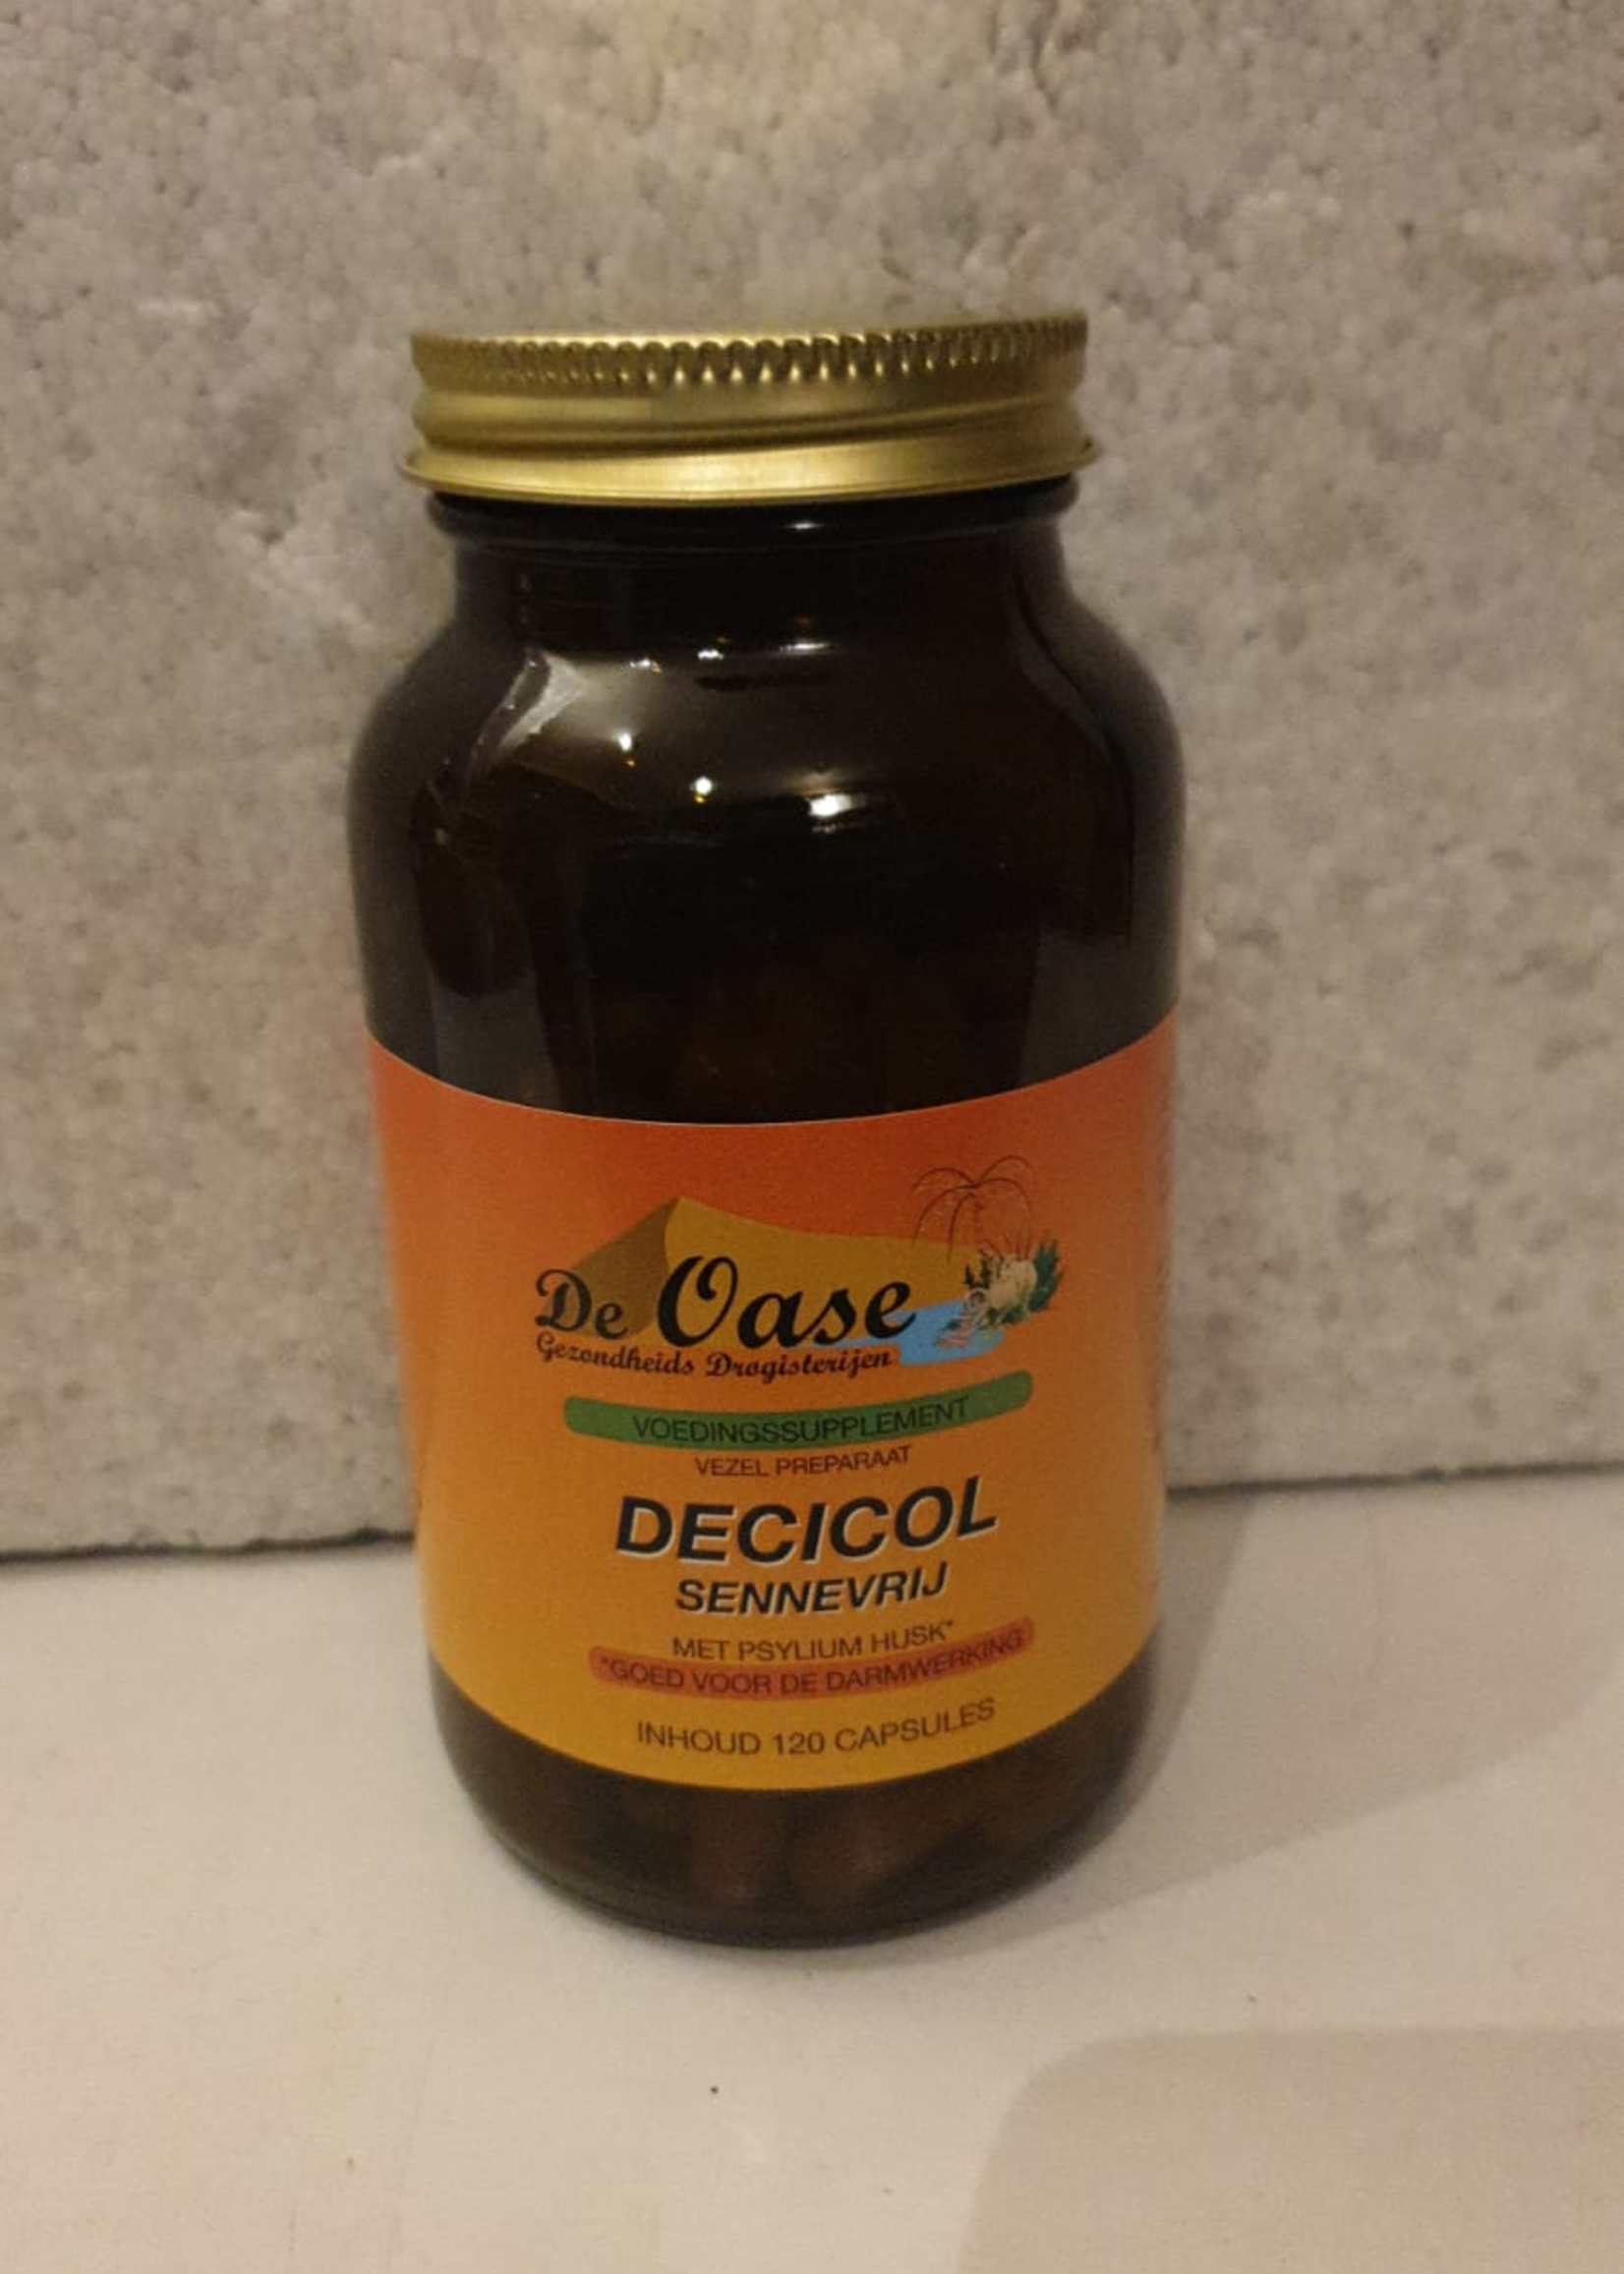 De Oase
Gezondheids Drogisterijen
VOEDINGSSUPPLEMENT
VEZEL PREPARAAT
DECICOL
SENNEVRIJ
MET PSYLIUM HUSK*
*GOED VOOR DE DARMWERKING
INHOUD 120 CAPSULES